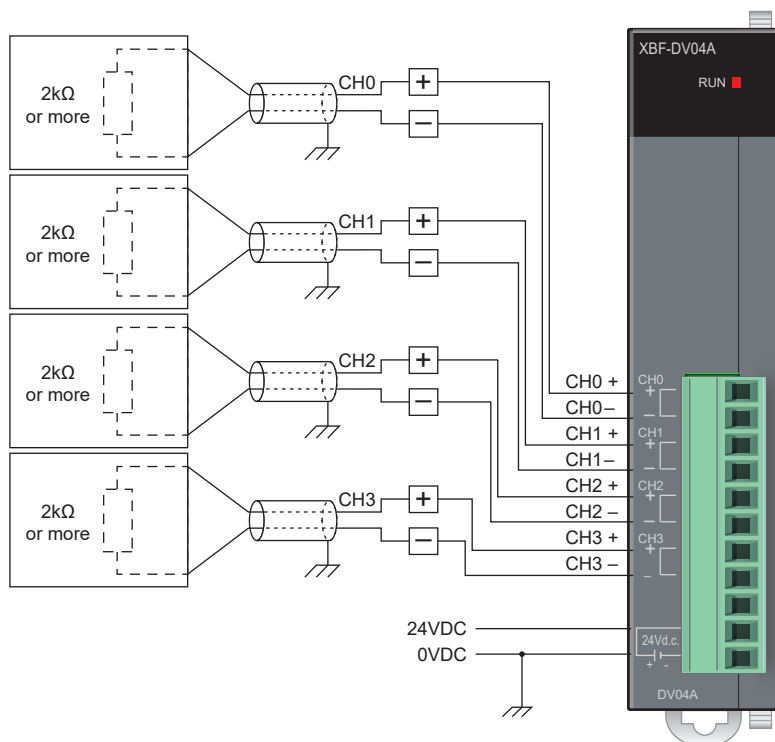 XBF-DV04A
RUN
2kΩ
or more
CH0
+
−
2kΩ
or more
CH1
+
−
2kΩ
or more
CH2
+
−
2kΩ
or more
CH3
+
−
CH0 +
CH0 –
CH1 +
CH1 –
CH2 +
CH2 –
CH3 +
CH3 –
CH0
+
–
CH1
+
–
CH2
+
–
CH3
+
–
24VDC
0VDC
24Vd.c.
+ -
DV04A